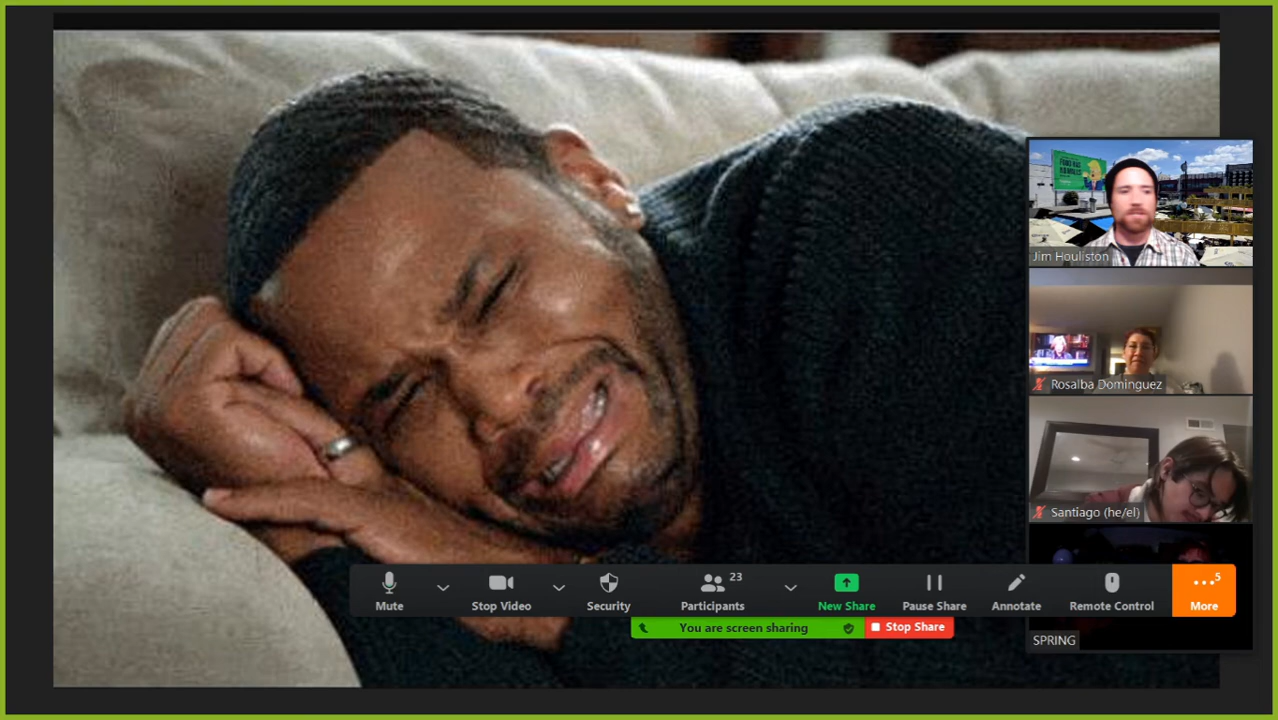 Jim Houliston
Rosalba Dominguez
Santiago (he/el)
23
5
Mute
Stop Video
Security
Participants
New Share
Pause Share
Annotate
Remote Control
More
You are screen sharing
Stop Share
SPRING